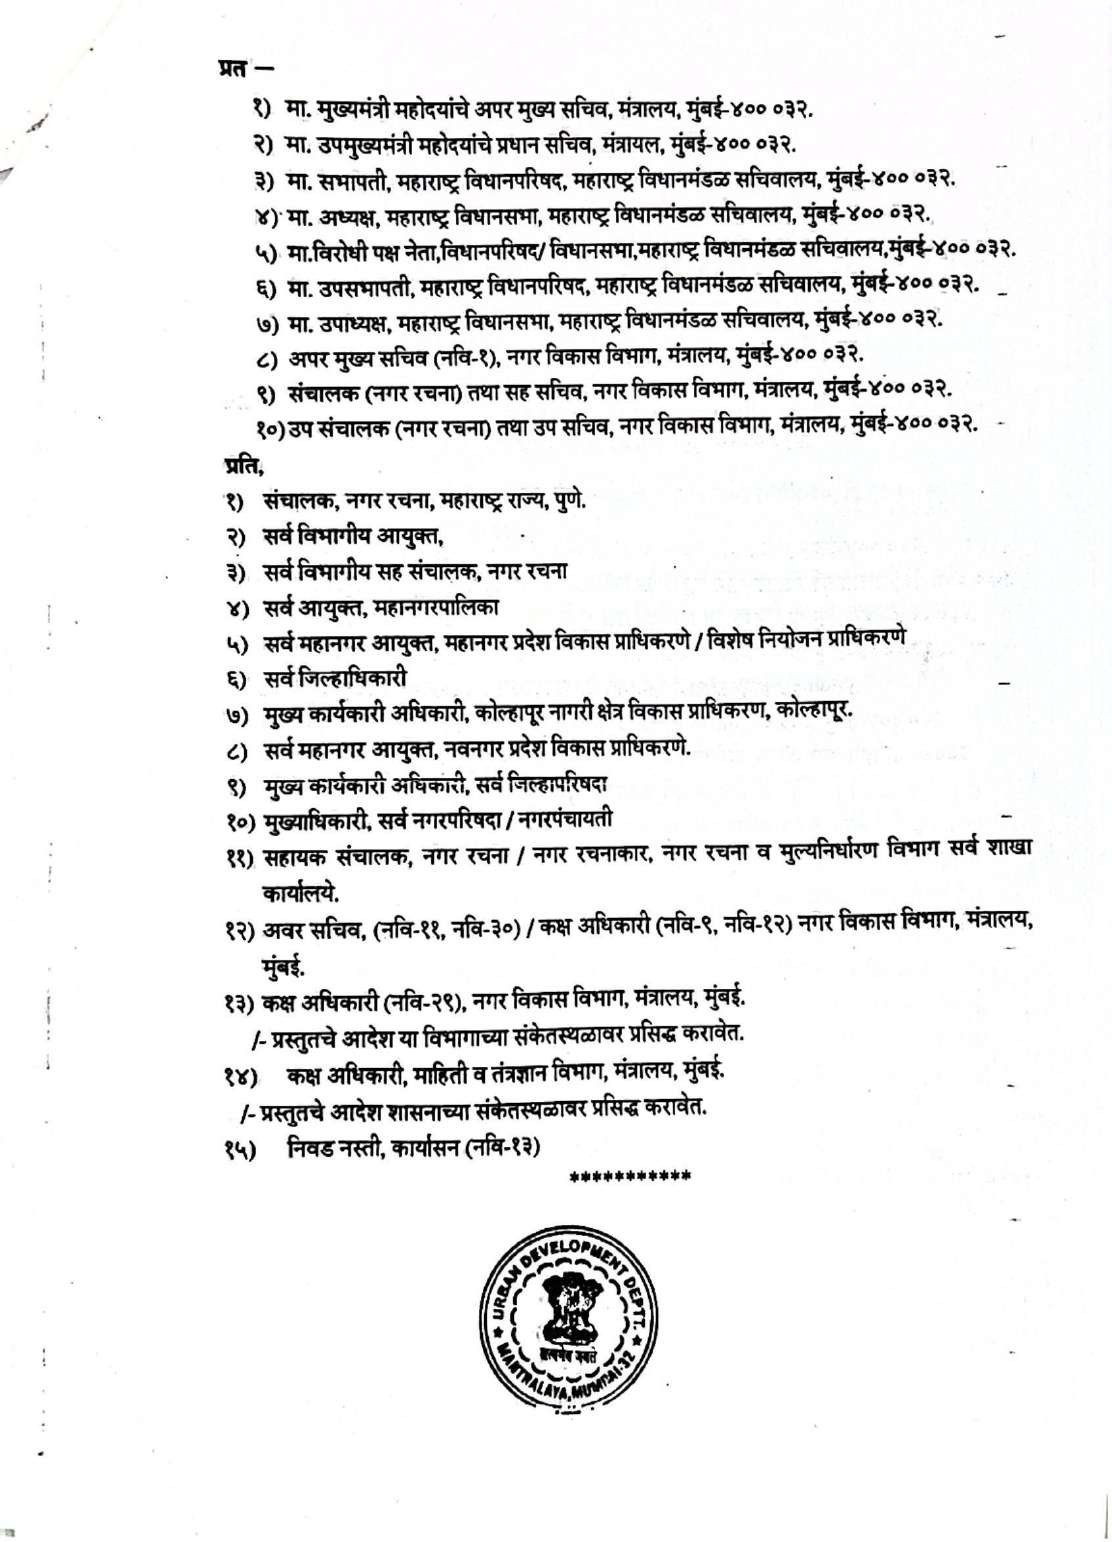 प्रत —
१) मा. मुख्यमंत्री महोदयांचे अपर मुख्य सचिव, मंत्रालय, मुंबई-४०० ०३२.
२) मा. उपमुख्यमंत्री महोदयांचे प्रधान सचिव, मंत्रायल, मुंबई-४०० ०३२.
३) मा. सभापती, महाराष्ट्र विधानपरिषद, महाराष्ट्र विधानमंडळ सचिवालय, मुंबई-४०० ०३२.
४) मा. अध्यक्ष, महाराष्ट्र विधानसभा, महाराष्ट्र विधानमंडळ सचिवालय, मुंबई-४०० ०३२.
५) मा.विरोधी पक्ष नेता,विधानपरिषद/ विधानसभा,महाराष्ट्र विधानमंडळ सचिवालय,मुंबई-४०० ०३२.
६) मा. उपसभापती, महाराष्ट्र विधानपरिषद, महाराष्ट्र विधानमंडळ सचिवालय, मुंबई-४०० ०३२.
७) मा. उपाध्यक्ष, महाराष्ट्र विधानसभा, महाराष्ट्र विधानमंडळ सचिवालय, मुंबई-४०० ०३२.
८) अपर मुख्य सचिव (नवि-१), नगर विकास विभाग, मंत्रालय, मुंबई-४०० ०३२.
९) संचालक (नगर रचना) तथा सह सचिव, नगर विकास विभाग, मंत्रालय, मुंबई-४०० ०३२.
१०) उप संचालक (नगर रचना) तथा उप सचिव, नगर विकास विभाग, मंत्रालय, मुंबई-४०० ०३२.
प्रति,
१) संचालक, नगर रचना, महाराष्ट्र राज्य, पुणे.
२) सर्व विभागीय आयुक्त,
३) सर्व विभागीय सह संचालक, नगर रचना
४) सर्व आयुक्त, महानगरपालिका
५) सर्व महानगर आयुक्त, महानगर प्रदेश विकास प्राधिकरणे / विशेष नियोजन प्राधिकरणे
६) सर्व जिल्हाधिकारी
७) मुख्य कार्यकारी अधिकारी, कोल्हापूर नागरी क्षेत्र विकास प्राधिकरण, कोल्हापूर.
८) सर्व महानगर आयुक्त, नवनगर प्रदेश विकास प्राधिकरणे.
९) मुख्य कार्यकारी अधिकारी, सर्व जिल्हापरिषदा
१०) मुख्याधिकारी, सर्व नगरपरिषदा / नगरपंचायती
११) सहायक संचालक, नगर रचना / नगर रचनाकार, नगर रचना व मुल्यनिर्धारण विभाग सर्व शाखा
कार्यालये.
१२) अवर सचिव, (नवि-११, नवि-३०) / कक्ष अधिकारी (नवि-९, नवि-१२) नगर विकास विभाग, मंत्रालय,
मुंबई.
१३) कक्ष अधिकारी (नवि-२९), नगर विकास विभाग, मंत्रालय, मुंबई.
/- प्रस्तुतचे आदेश या विभागाच्या संकेतस्थळावर प्रसिद्ध करावेत.
१४) कक्ष अधिकारी, माहिती व तंत्रज्ञान विभाग, मंत्रालय, मुंबई.
/- प्रस्तुतचे आदेश शासनाच्या संकेतस्थळावर प्रसिद्ध करावेत.
१५) निवड नस्ती, कार्यासन (नवि-१३)
***********
★ URBAN DEVELOPMENT DEPTT. ★
सत्यमेव जयते
MANTRALAYA, MUMBAI-32